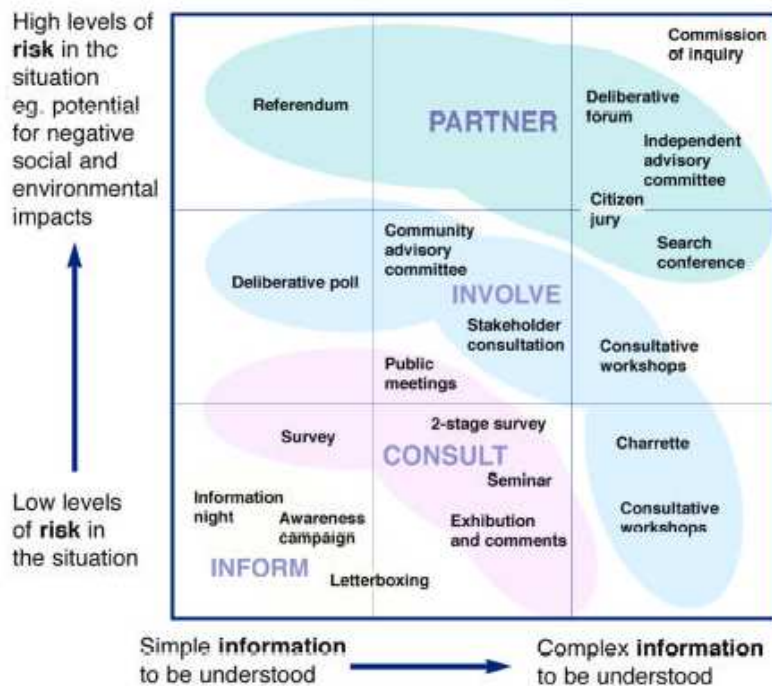 High levels of
risk in thc
situation
eg. potential
for negative
social and
environmental
impacts
Low levels
of risk in
the situation
Commission
of inquiry
Referendum
PARTNER
Deliberative
forum
Independent
advisory
committee
Citizen
jury
Search
conference
Community
advisory
committee
Deliberative poll
INVOLVE
Stakeholder
consultation
Consultative
workshops
Public
meetings
2-stage survey
Survey
CONSULT
Seminar
Charrette
Information
night
Awareness
campaign
Exhibution
and comments
Consultative
workshops
INFORM
Letterboxing
Simple information
to be understood
Complex information
to be understood